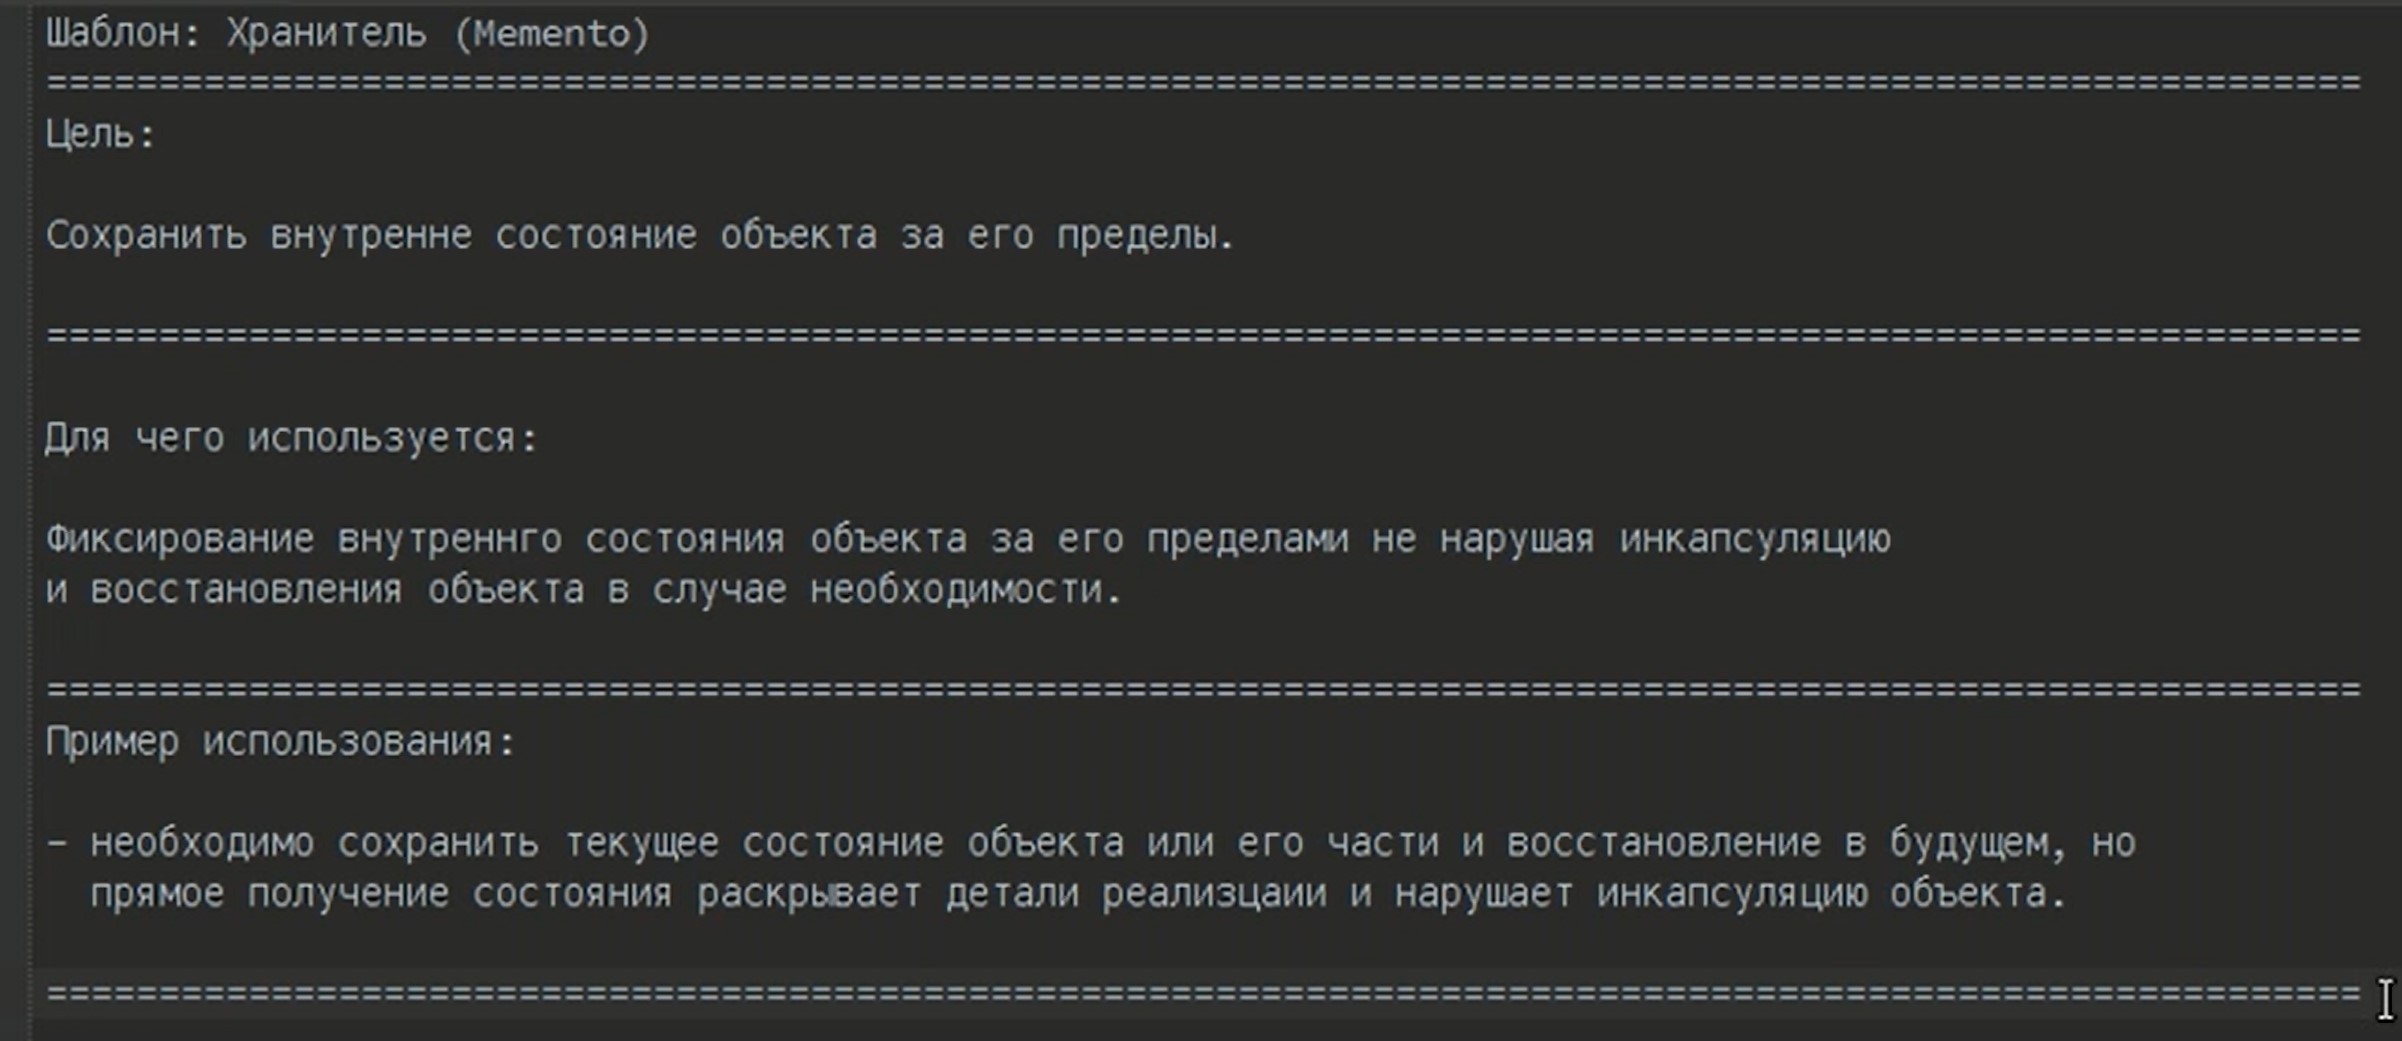 Шаблон: Хранитель (Memento)
=======================================================================================================
Цель:
Сохранить внутренне состояние объекта за его пределы.
=======================================================================================================
Для чего используется:
Фиксирование внутреннго состояния объекта за его пределами не нарушая инкапсуляцию
и восстановления объекта в случае необходимости.
=======================================================================================================
Пример использования:
- необходимо сохранить текущее состояние объекта или его части и восстановление в будущем, но
прямое получение состояния раскрывает детали реализцаии и нарушает инкапсуляцию объекта.
=======================================================================================================